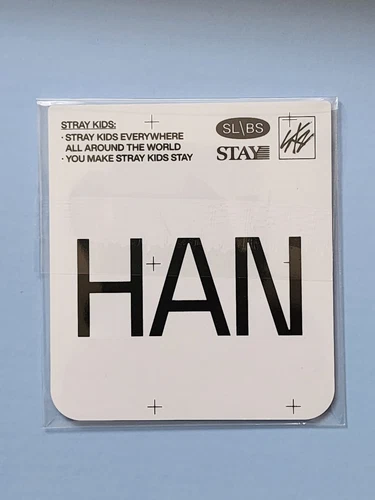 STRAY KIDS:
· STRAY KIDS EVERYWHERE
ALL AROUND THE WORLD
· YOU MAKE STRAY KIDS STAY
SL\BS
STAY
HAN